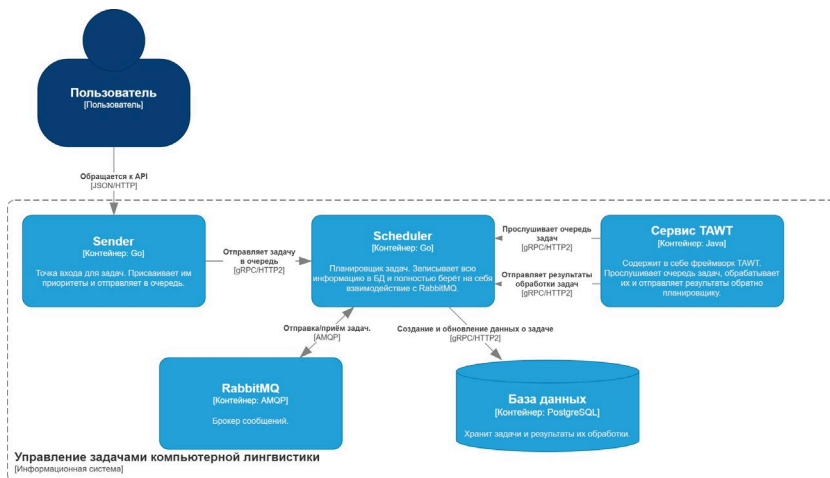 Пользователь
[Пользователь]
Обращается к API
[JSON/HTTP]
Sender
[Контейнер: Go]
Точка входа для задач. Присваивает им
приоритеты и отправляет в очередь.
Отправляет задачу
в очередь
[gRPC/HTTP2]
Scheduler
[Контейнер: Go]
Планировщик задач. Записывает всю
информацию в БД и полностью берёт на себя
взаимодействие с RabbitMQ.
Прослушивает очередь
задач
[gRPC/HTTP2]
Отправляет результаты
обработки задач
[gRPC/HTTP2]
Сервис TAWT
[Контейнер: Java]
Содержит в себе фреймворк TAWT.
Прослушивает очередь задач, обрабатывает
их и отправляет результаты обратно
планировщику.
Отправка/приём задач.
[AMQP]
Создание и обновление данных о задаче
[gRPC/HTTP2]
RabbitMQ
[Контейнер: AMQP]
Брокер сообщений.
База данных
[Контейнер: PostgreSQL]
Хранит задачи и результаты их обработки.
Управление задачами компьютерной лингвистики
[Информационная система]